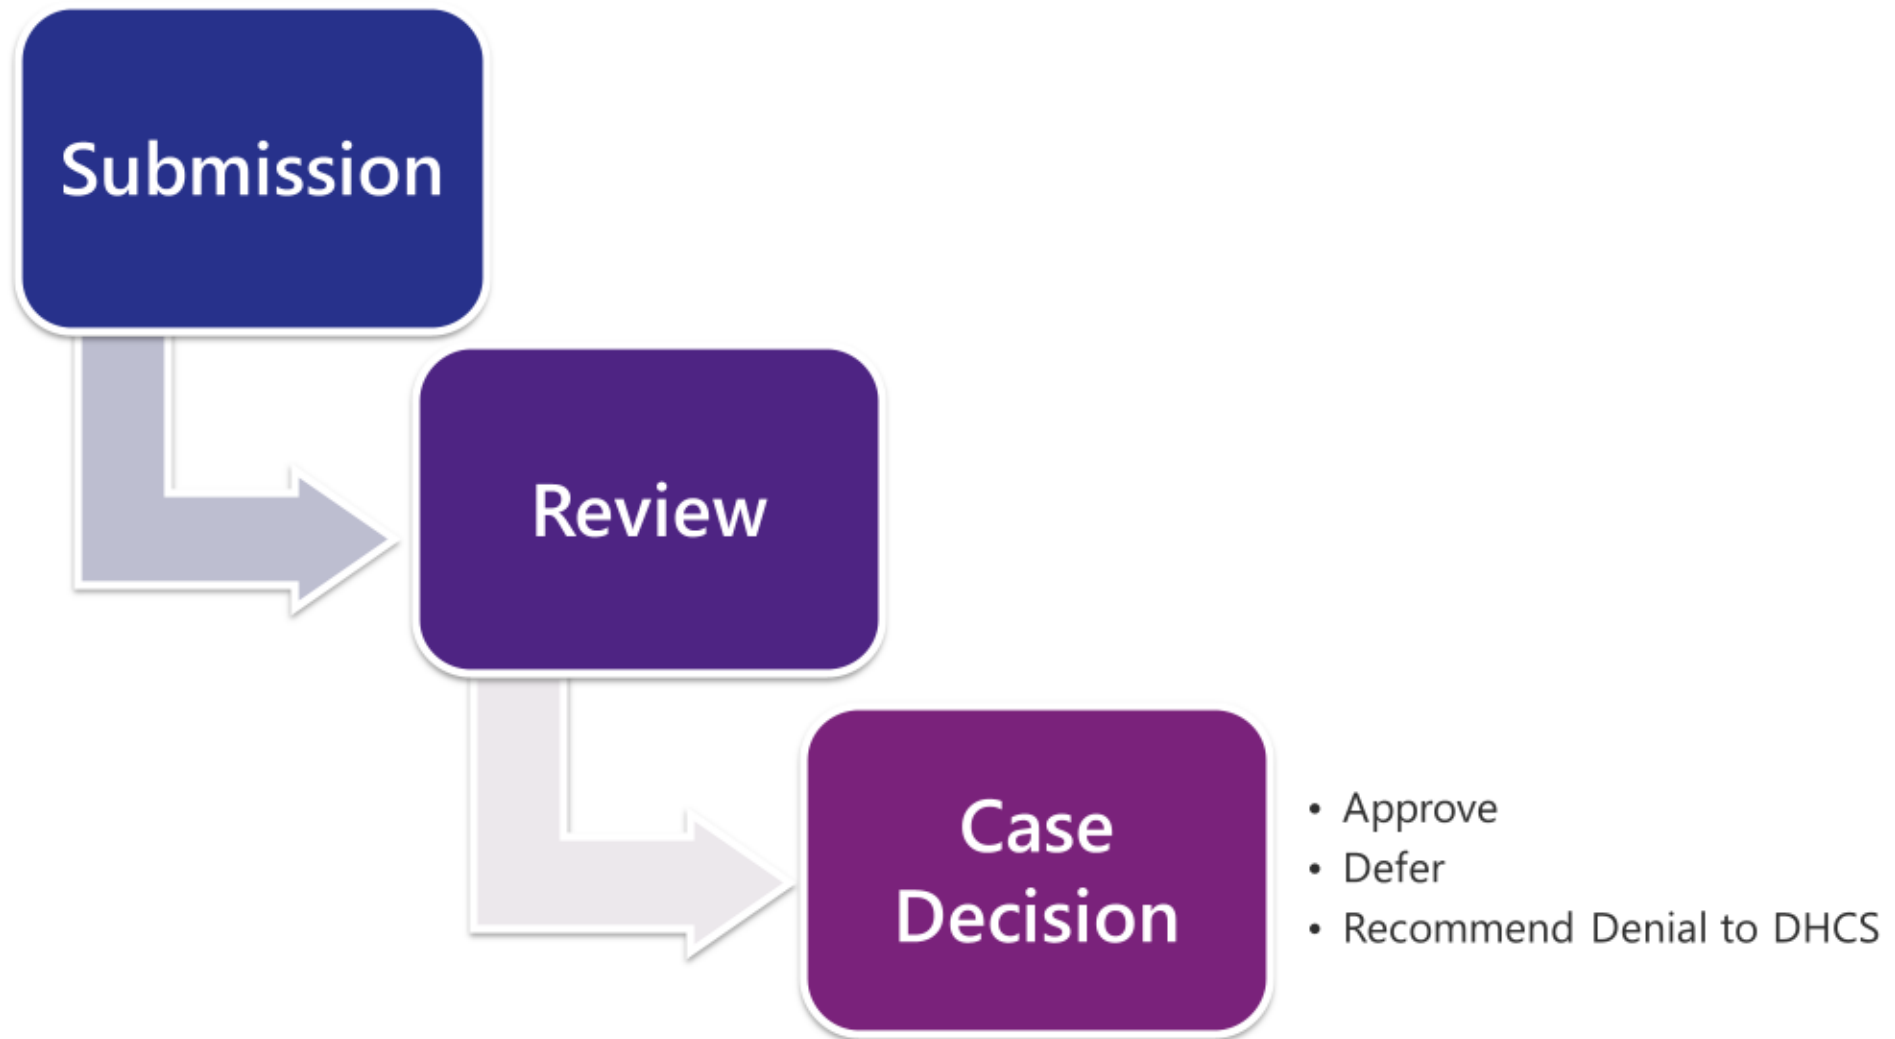 Submission
Review
Case
Decision
• Approve
• Defer
• Recommend Denial to DHCS